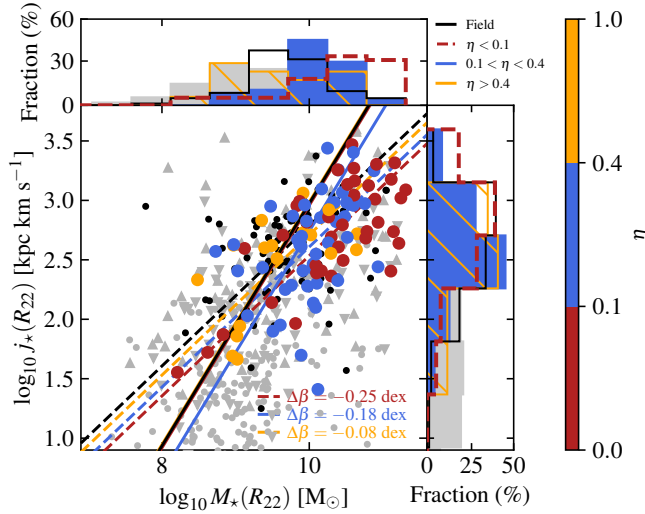 60
30
0
Fraction (%)
Field
η < 0.1
0.1 < η < 0.4
η > 0.4
3.5
3.0
2.5
2.0
1.5
1.0
log₁₀ j⋆(R₂₂) [kpc km s⁻¹]
Δβ = −0.25 dex
Δβ = −0.18 dex
Δβ = −0.08 dex
8
10
log₁₀ M⋆(R₂₂) [M⊙]
0
25
50
Fraction (%)
1.0
0.4
0.1
0.0
η